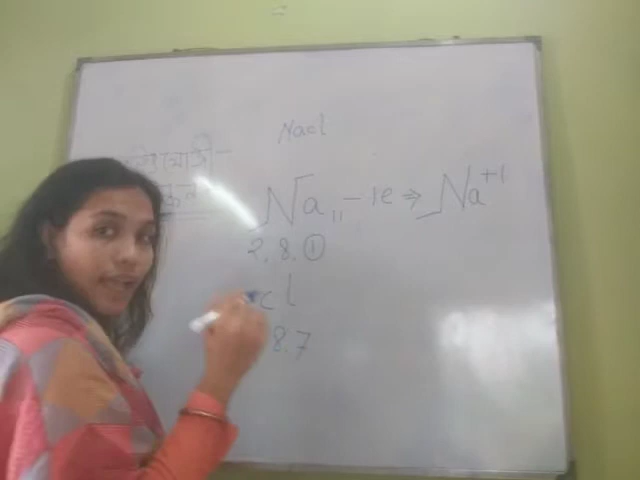 Nacl
Na₁₁ - 1e ⇒ Na⁺¹
2, 8, ①
cl
8.7